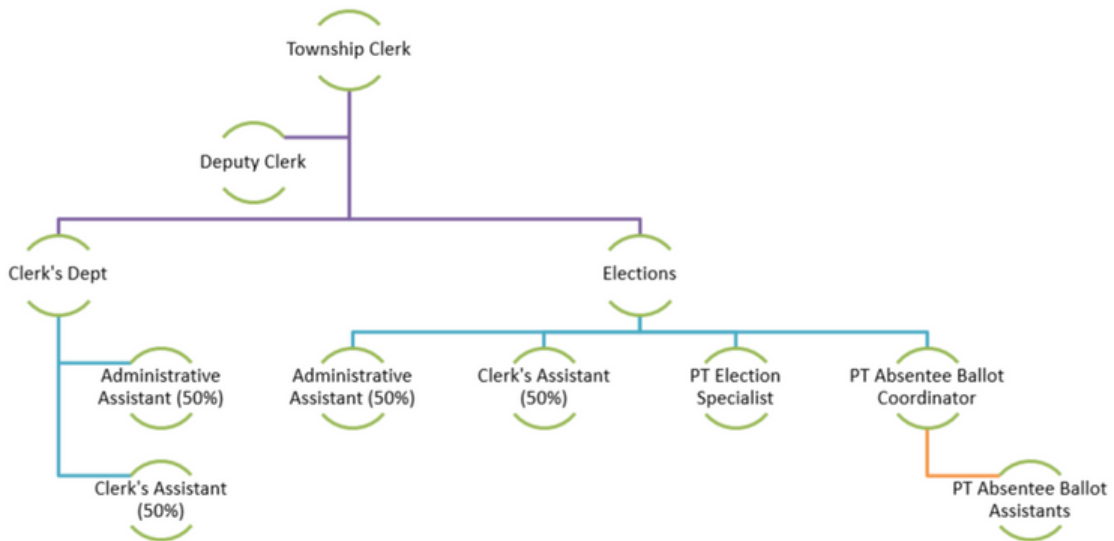 Township Clerk
Deputy Clerk
Clerk's Dept
Elections
Administrative
Assistant (50%)
Clerk's Assistant
(50%)
Administrative
Assistant (50%)
Clerk's Assistant
(50%)
PT Election
Specialist
PT Absentee Ballot
Coordinator
PT Absentee Ballot
Assistants